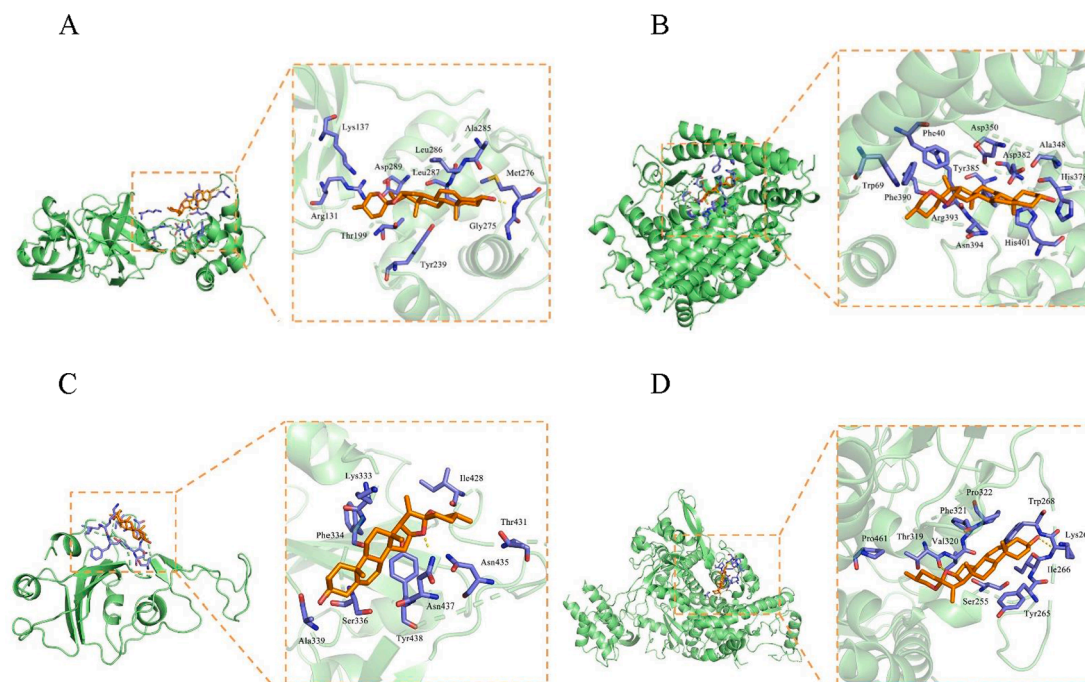 A
B
Lys137
Ala285
Leu286
Asp289
Leu287
Met276
Arg131
Gly275
Thr199
Tyr239
Phe40
Asp350
Asp382
Ala348
Tyr385
His378
Trp69
Phe390
Arg393
Asn394
His401
C
D
Lys333
Ile428
Phe334
Thr431
Asn435
Asn437
Ser336
Ala339
Tyr438
Pro322
Trp268
Phe321
Pro461
Thr319
Val320
Ile266
Ser255
Tyr265